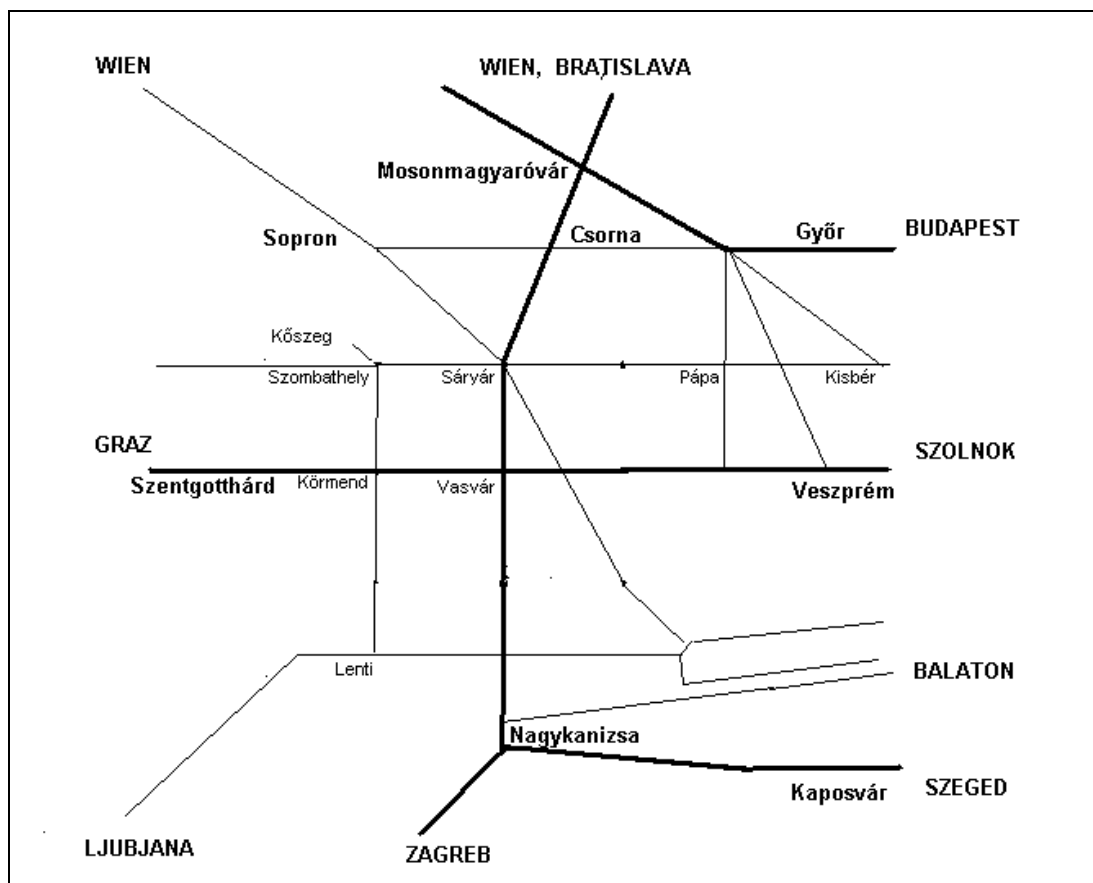 WIEN
WIEN, BRATISLAVA
Mosonmagyaróvár
Sopron
Csorna
Győr
BUDAPEST
Kőszeg
Szombathely
Sáryár
Pápa
Kisbér
GRAZ
SZOLNOK
Szentgotthárd
Körmend
Vasvár
Veszprém
Lenti
BALATON
Nagykanizsa
Kaposvár
SZEGED
LJUBJANA
ZAGREB